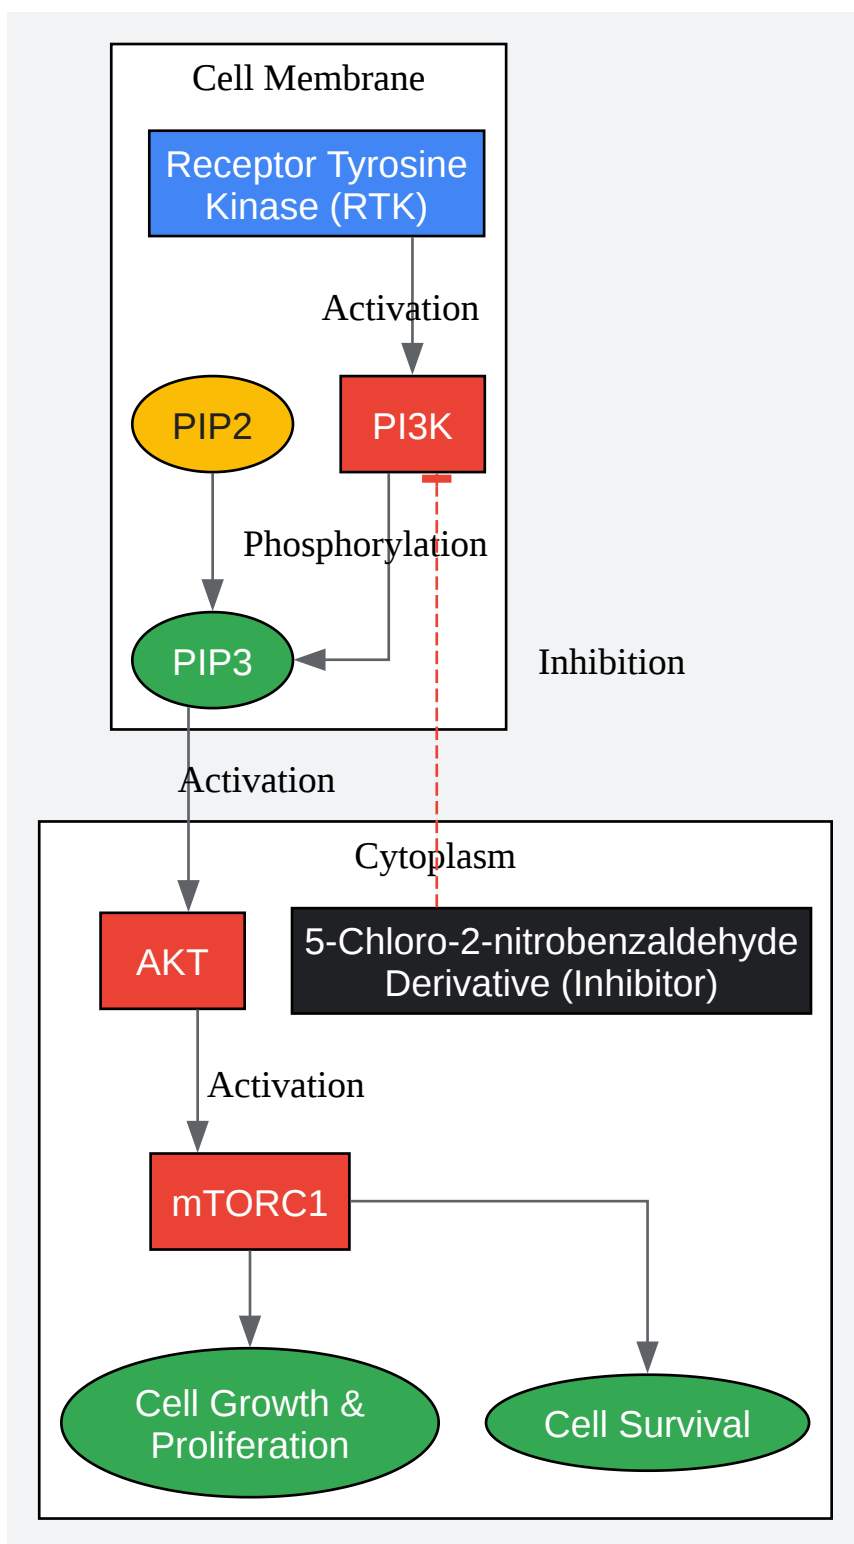 Cell Membrane
Receptor Tyrosine
Kinase (RTK)
Activation
PIP2
PI3K
Phosphorylation
PIP3
Inhibition
Activation
Cytoplasm
AKT
5-Chloro-2-nitrobenzaldehyde
Derivative (Inhibitor)
Activation
mTORC1
Cell Growth &
Proliferation
Cell Survival